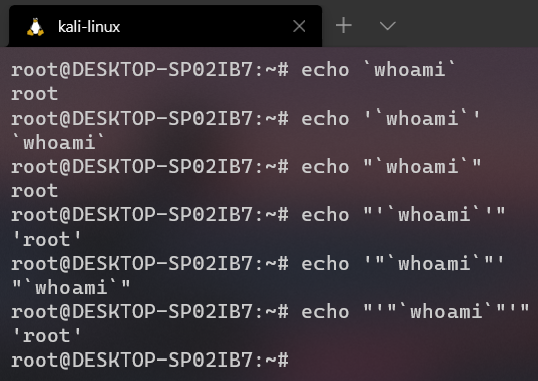 kali-linux
root@DESKTOP-SP02IB7:~# echo `whoami`
root
root@DESKTOP-SP02IB7:~# echo '`whoami`'
`whoami`
root@DESKTOP-SP02IB7:~# echo "`whoami`"
root
root@DESKTOP-SP02IB7:~# echo "'`whoami`'"
'root'
root@DESKTOP-SP02IB7:~# echo '"`whoami`"'
"`whoami`"
root@DESKTOP-SP02IB7:~# echo "'"`whoami`"'"
'root'
root@DESKTOP-SP02IB7:~#